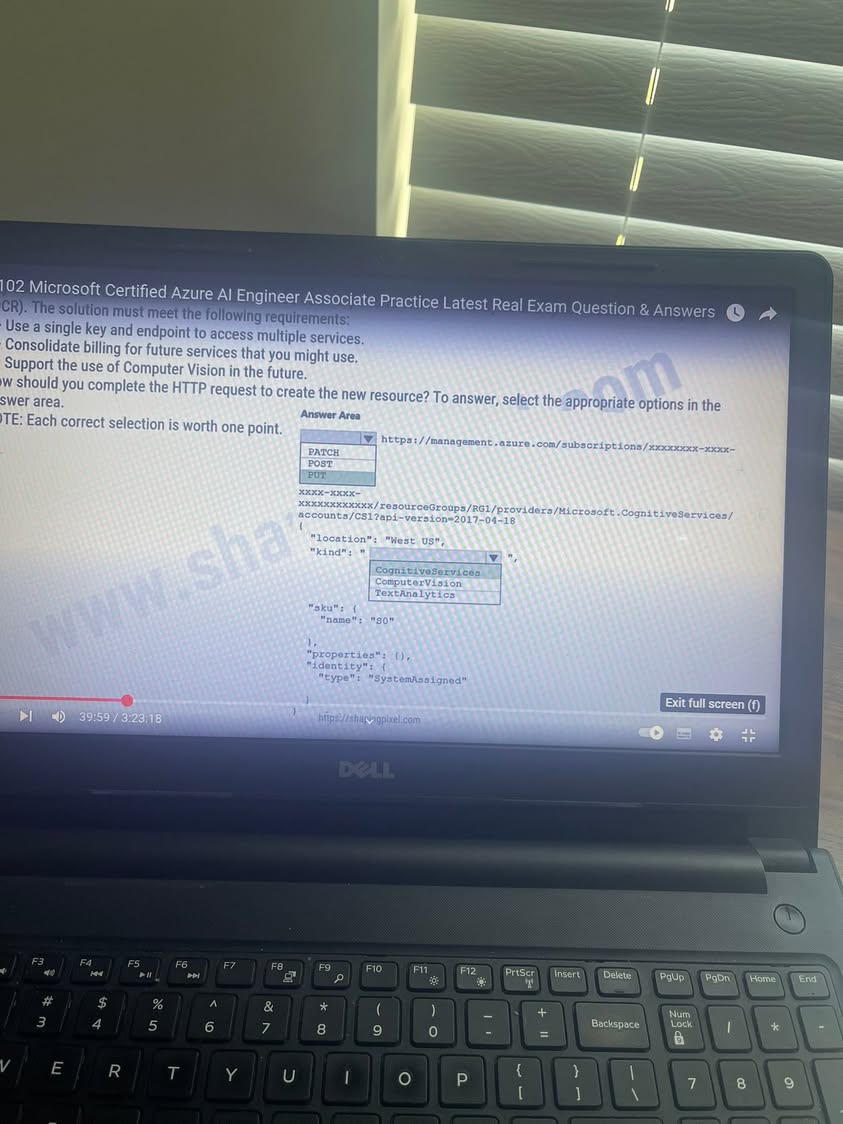 102 Microsoft Certified Azure AI Engineer Associate Practice Latest Real Exam Question & Answers
CR). The solution must meet the following requirements:
Use a single key and endpoint to access multiple services.
Consolidate billing for future services that you might use.
Support the use of Computer Vision in the future.
ow should you complete the HTTP request to create the new resource? To answer, select the appropriate options in the
swer area.
OTE: Each correct selection is worth one point.
Answer Area
https://management.azure.com/subscriptions/xxxxxxxx-xxxx-
PATCH
POST
PUT
xxxx-xxxx-
xxxxxxxxxxxx/resourceGroups/RG1/providers/Microsoft.CognitiveServices/
accounts/CS1?api-version=2017-04-18
{
"location": "West US",
"kind": " ",
CognitiveServices
ComputerVision
TextAnalytics
"sku": {
"name": "S0"
},
"properties": {},
"identity": {
"type": "SystemAssigned"
}
}
Exit full screen (f)
39:59 / 3:23:18
https://sharingpixel.com
DELL
F3 F4 F5 F6 F7 F8 F9 F10 F11 F12 PrtScr Insert Delete PgUp PgDn Home End
# $ % ^ & * ( ) _ +
3 4 5 6 7 8 9 0 - = Backspace Num Lock / * -
W E R T Y U I O P { [ } ] | \ 7 8 9